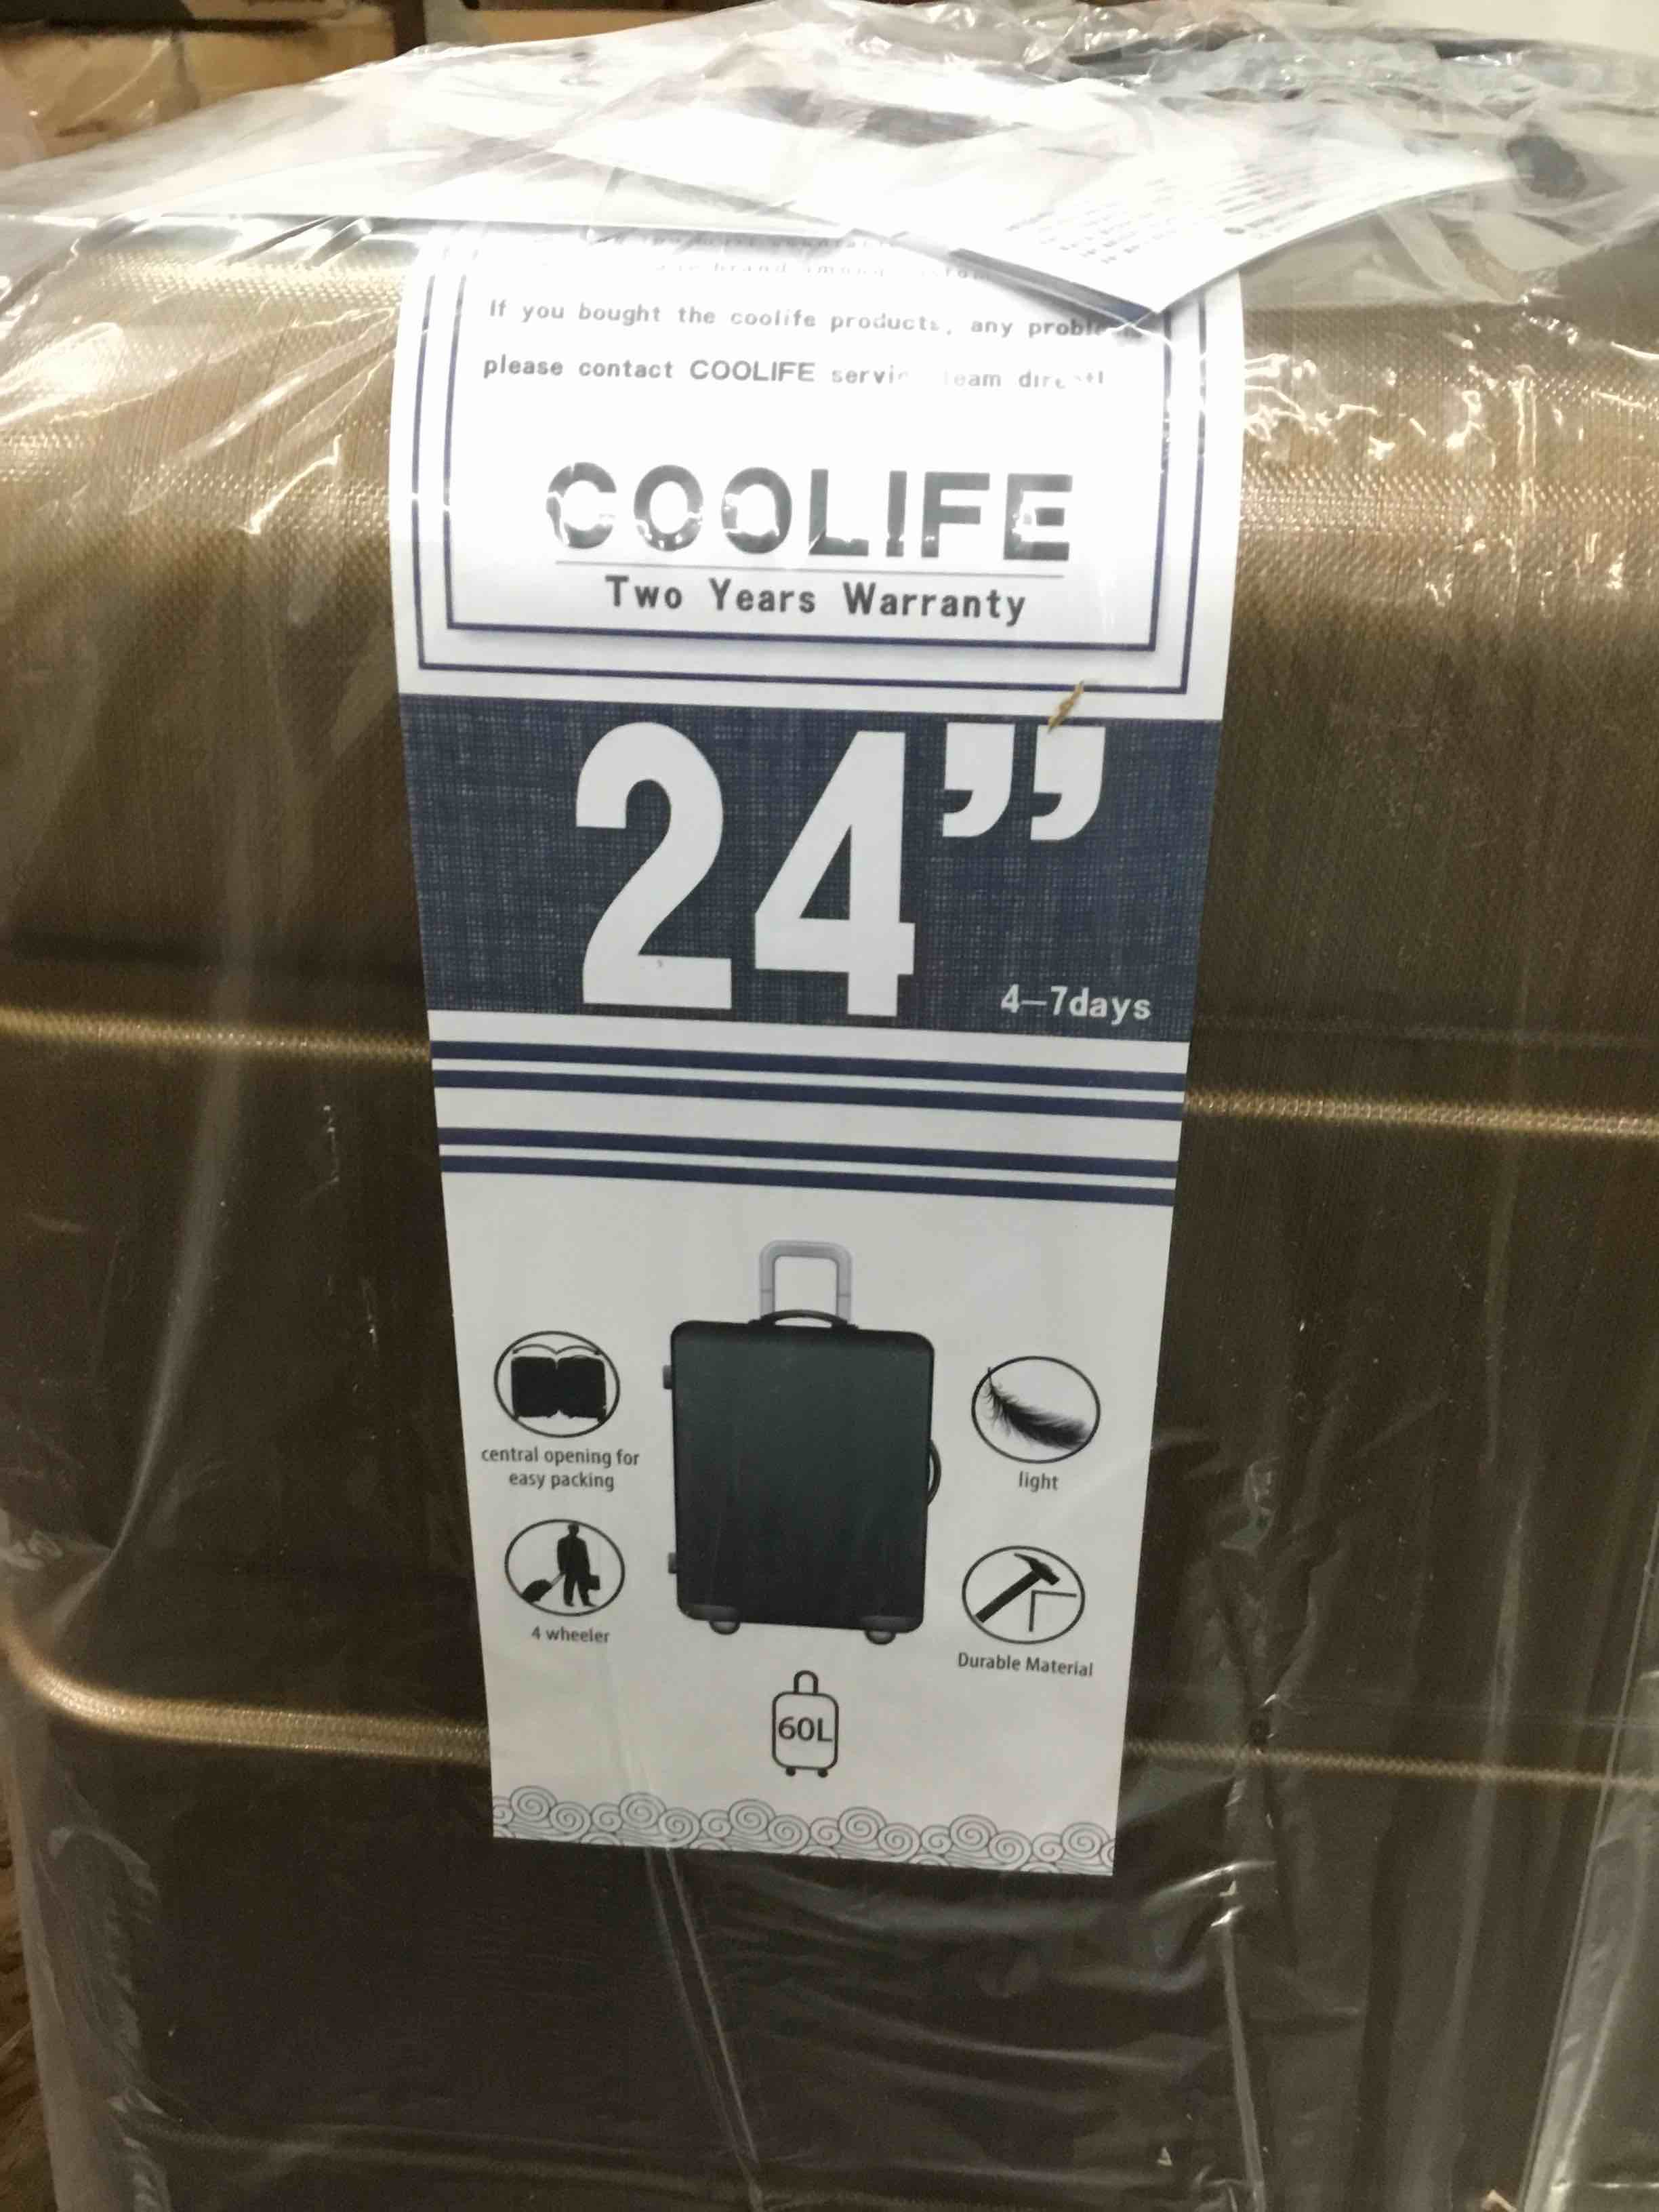 If you bought the coolife products, any
please contact COOLIFE team
COOLIFE
Two Years Warranty
24”
4—7days
central opening for
easy packing
light
4 wheeler
Durable Material
60L